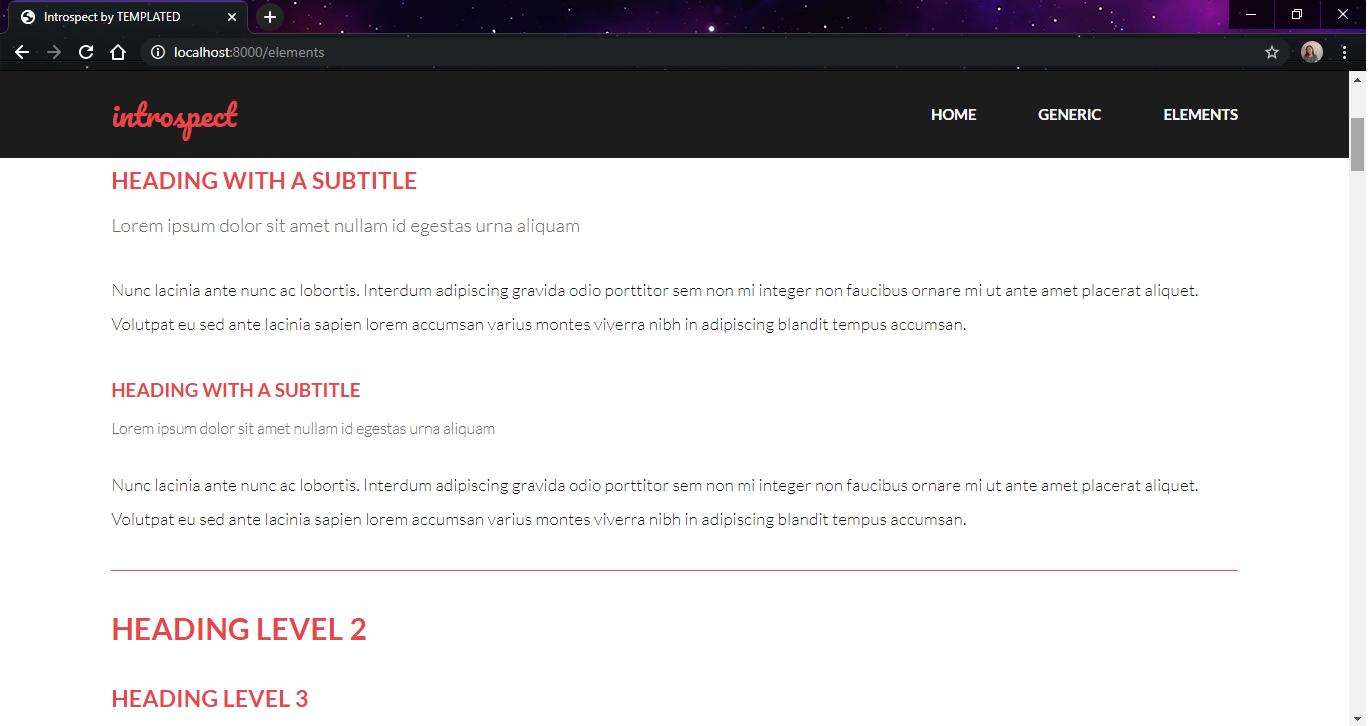 Introspect by TEMPLATED
localhost:8000/elements
introspect
HOME GENERIC ELEMENTS
HEADING WITH A SUBTITLE
Lorem ipsum dolor sit amet nullam id egestas urna aliquam
Nunc lacinia ante nunc ac lobortis. Interdum adipiscing gravida odio porttitor sem non mi integer non faucibus ornare mi ut ante amet placerat aliquet.
Volutpat eu sed ante lacinia sapien lorem accumsan varius montes viverra nibh in adipiscing blandit tempus accumsan.
HEADING WITH A SUBTITLE
Lorem ipsum dolor sit amet nullam id egestas urna aliquam
Nunc lacinia ante nunc ac lobortis. Interdum adipiscing gravida odio porttitor sem non mi integer non faucibus ornare mi ut ante amet placerat aliquet.
Volutpat eu sed ante lacinia sapien lorem accumsan varius montes viverra nibh in adipiscing blandit tempus accumsan.
HEADING LEVEL 2
HEADING LEVEL 3